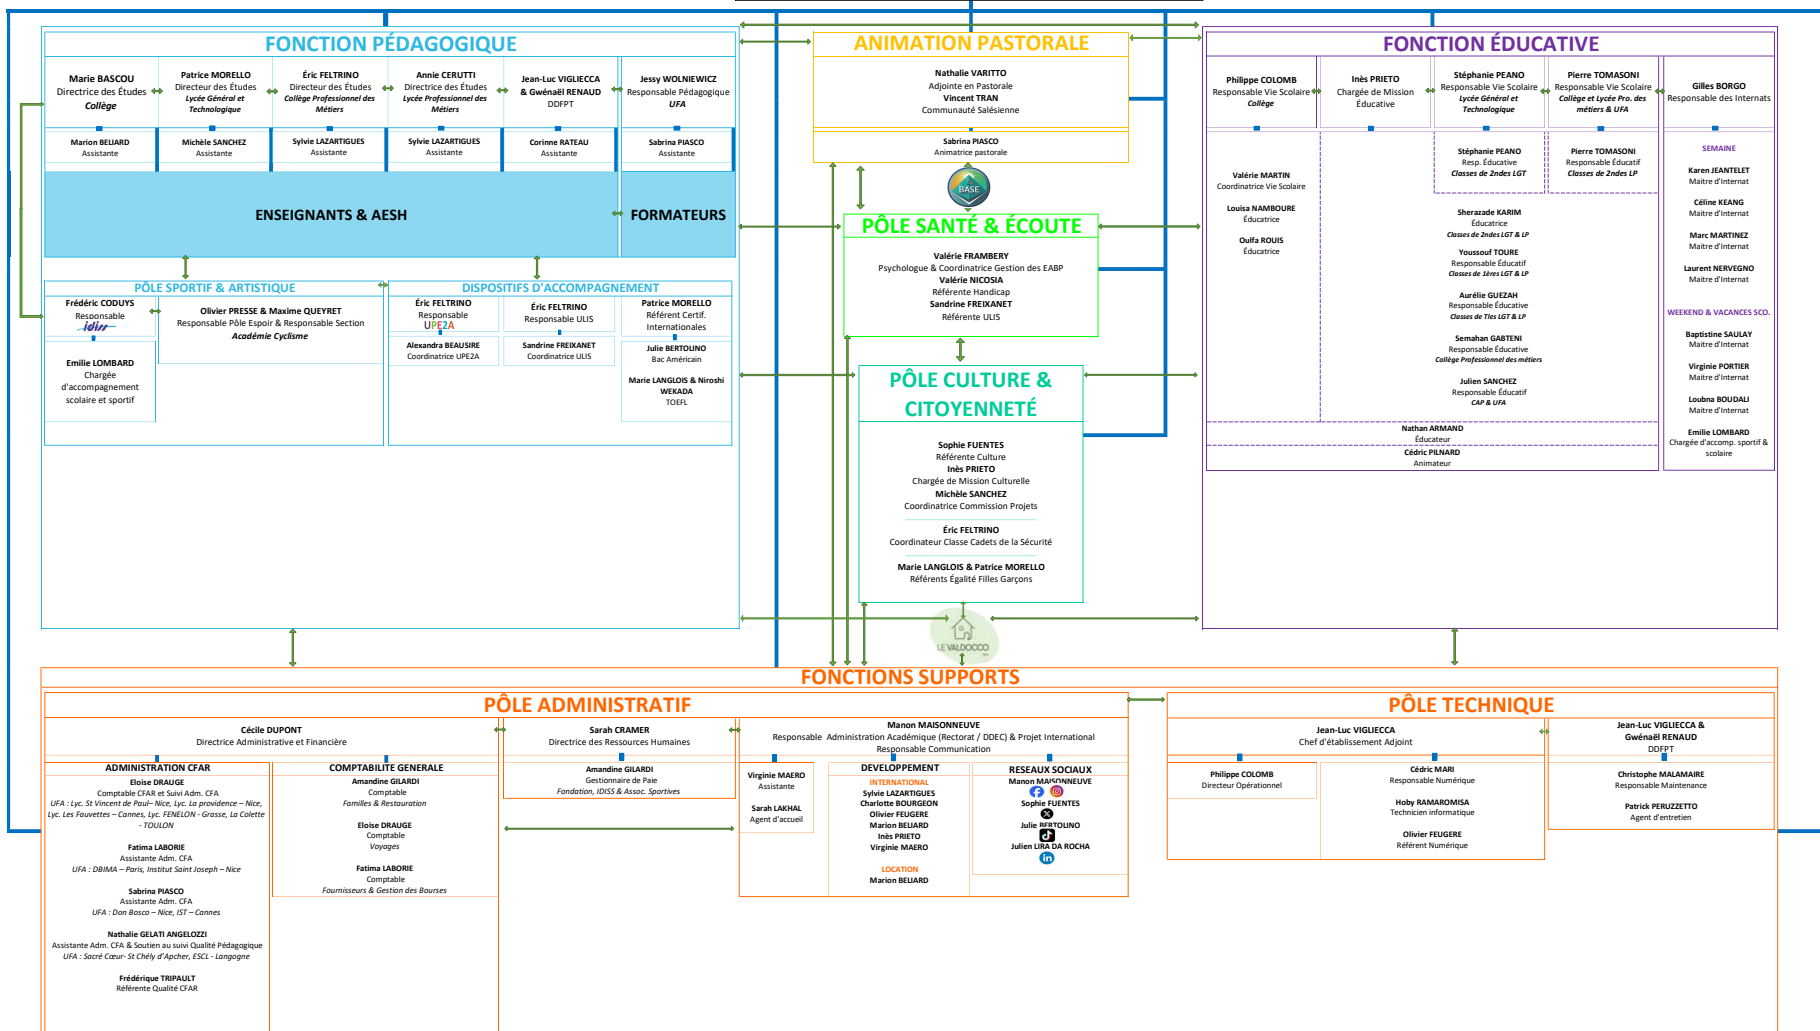 FONCTION PÉDAGOGIQUE
Marie BASCOU
Directrice des Études
Collège
Patrice MORELLO
Directeur des Études
Lycée Général et
Technologique
Éric FELTRINO
Directeur des Études
Collège Professionnel des
Métiers
Annie CERUTTI
Directrice des Études
Lycée Professionnel des
Métiers
Jean-Luc VIGLIECCA
& Gwénaël RENAUD
DDFPT
Jessy WOLNIEWICZ
Responsable Pédagogique
UFA
Marion BELIARD
Assistante
Michèle SANCHEZ
Assistante
Sylvie LAZARTIGUES
Assistante
Sylvie LAZARTIGUES
Assistante
Corinne RATEAU
Assistante
Sabrina PIASCO
Assistante
ENSEIGNANTS & AESH
FORMATEURS
PÔLE SPORTIF & ARTISTIQUE
Frédéric CODUYS
Responsable
idiss
Olivier PRESSE & Maxime QUEYRET
Responsable Pôle Espoir & Responsable Section
Académie Cyclisme
Emilie LOMBARD
Chargée
d'accompagnement
scolaire et sportif
DISPOSITIFS D'ACCOMPAGNEMENT
Éric FELTRINO
Responsable
UPE2A
Éric FELTRINO
Responsable ULIS
Patrice MORELLO
Référent Certif.
Internationales
Alexandra BEAUSIRE
Coordinatrice UPE2A
Sandrine FREIXANET
Coordinatrice ULIS
Julie BERTOLINO
Bac Américain
Marie LANGLOIS & Niroshi
WEKADA
TOEFL
ANIMATION PASTORALE
Nathalie VARITTO
Adjointe en Pastorale
Vincent TRAN
Communauté Salésienne
Sabrina PIASCO
Animatrice pastorale
BASE
PÔLE SANTÉ & ÉCOUTE
Valérie FRAMBERY
Psychologue & Coordinatrice Gestion des EABP
Valérie NICOSIA
Référente Handicap
Sandrine FREIXANET
Référente ULIS
PÔLE CULTURE &
CITOYENNETÉ
Sophie FUENTES
Référente Culture
Inès PRIETO
Chargée de Mission Culturelle
Michèle SANCHEZ
Coordinatrice Commission Projets
Éric FELTRINO
Coordinateur Classe Cadets de la Sécurité
Marie LANGLOIS & Patrice MORELLO
Référents Égalité Filles Garçons
LE VALDOCCO
FONCTION ÉDUCATIVE
Philippe COLOMB
Responsable Vie Scolaire
Collège
Inès PRIETO
Chargée de Mission
Éducative
Stéphanie PEANO
Responsable Vie Scolaire
Lycée Général et
Technologique
Pierre TOMASONI
Responsable Vie Scolaire
Collège et Lycée Pro. des
métiers & UFA
Gilles BORGO
Responsable des Internats
Valérie MARTIN
Coordinatrice Vie Scolaire
Louisa NAMBOURE
Éducatrice
Oulfa ROUIS
Éducatrice
Stéphanie PEANO
Resp. Éducative
Classes de 2ndes LGT
Pierre TOMASONI
Responsable Éducatif
Classes de 2ndes LP
Sherazade KARIM
Éducatrice
Classes de 2ndes LGT & LP
Youssouf TOURE
Responsable Éducatif
Classes de 1ères LGT & LP
Aurélie GUEZAH
Responsable Éducative
Classes de Tles LGT & LP
Semahan GABTENI
Responsable Éducative
Collège Professionnel des métiers
Julien SANCHEZ
Responsable Éducatif
CAP & UFA
Nathan ARMAND
Éducateur
Cédric PILNARD
Animateur
SEMAINE
Karen JEANTELET
Maitre d'Internat
Céline KEANG
Maitre d'Internat
Marc MARTINEZ
Maitre d'Internat
Laurent NERVEGNO
Maitre d'Internat
WEEKEND & VACANCES SCO.
Baptistine SAULAY
Maitre d'Internat
Virginie PORTIER
Maitre d'Internat
Loubna BOUDALI
Maitre d'Internat
Emilie LOMBARD
Chargée d'accomp. sportif &
scolaire
FONCTIONS SUPPORTS
PÔLE ADMINISTRATIF
Cécile DUPONT
Directrice Administrative et Financière
Sarah CRAMER
Directrice des Ressources Humaines
Manon MAISONNEUVE
Responsable Administration Académique (Rectorat / DDEC) & Projet International
Responsable Communication
ADMINISTRATION CFAR
Eloise DRAUGE
Comptable CFAR et Suivi Adm. CFA
UFA : Lyc. St Vincent de Paul– Nice, Lyc. La providence – Nice,
Lyc. Les Fauvettes – Cannes, Lyc. FENELON - Grasse, La Colette
- TOULON
Fatima LABORIE
Assistante Adm. CFA
UFA : DBIMA – Paris, Institut Saint Joseph – Nice
Sabrina PIASCO
Assistante Adm. CFA
UFA : Don Bosco – Nice, IST – Cannes
Nathalie GELATI ANGELOZZI
Assistante Adm. CFA & Soutien au suivi Qualité Pédagogique
UFA : Sacré Cœur- St Chély d'Apcher, ESCL - Langogne
Frédérique TRIPAULT
Référente Qualité CFAR
COMPTABILITE GENERALE
Amandine GILARDI
Comptable
Familles & Restauration
Eloise DRAUGE
Comptable
Voyages
Fatima LABORIE
Comptable
Fournisseurs & Gestion des Bourses
Amandine GILARDI
Gestionnaire de Paie
Fondation, IDISS & Assoc. Sportives
Virginie MAERO
Assistante
Sarah LAKHAL
Agent d'accueil
DEVELOPPEMENT
INTERNATIONAL
Sylvie LAZARTIGUES
Charlotte BOURGEON
Olivier FEUGERE
Marion BELIARD
Inès PRIETO
Virginie MAERO
LOCATION
Marion BELIARD
RESEAUX SOCIAUX
Manon MAISONNEUVE
Sophie FUENTES
Julie BERTOLINO
Julien LIRA DA ROCHA
PÔLE TECHNIQUE
Jean-Luc VIGLIECCA
Chef d'établissement Adjoint
Jean-Luc VIGLIECCA &
Gwénaël RENAUD
DDFPT
Philippe COLOMB
Directeur Opérationnel
Cédric MARI
Responsable Numérique
Hoby RAMAROMISA
Technicien informatique
Olivier FEUGERE
Référent Numérique
Christophe MALAMAIRE
Responsable Maintenance
Patrick PERUZZETTO
Agent d'entretien